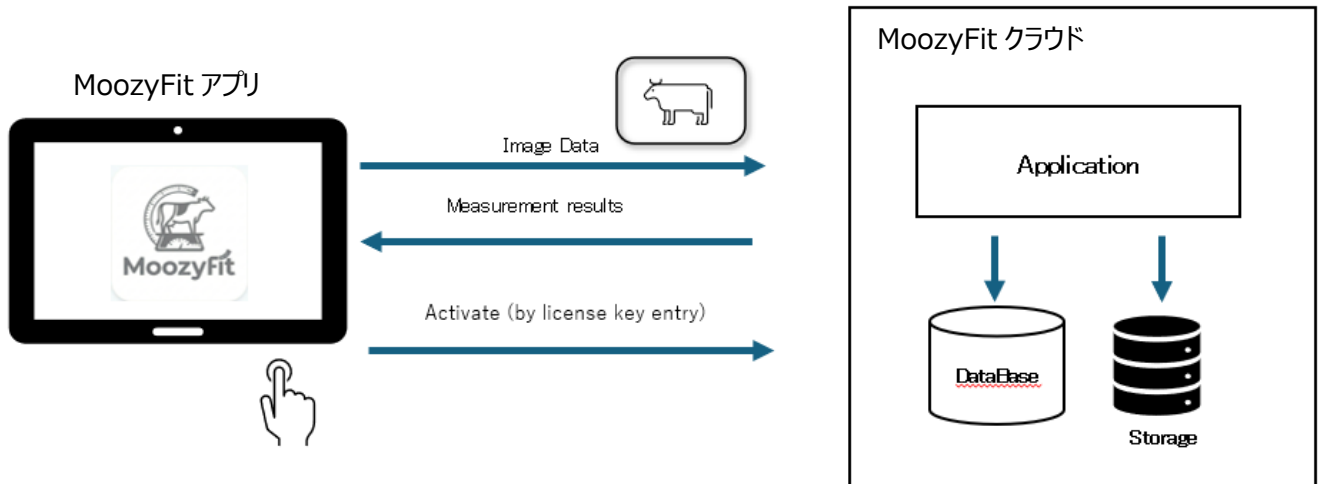 MoozyFit アプリ
MoozyFit
Image Data
Measurement results
Activate (by license key entry)
MoozyFit クラウド
Application
DataBase
Storage